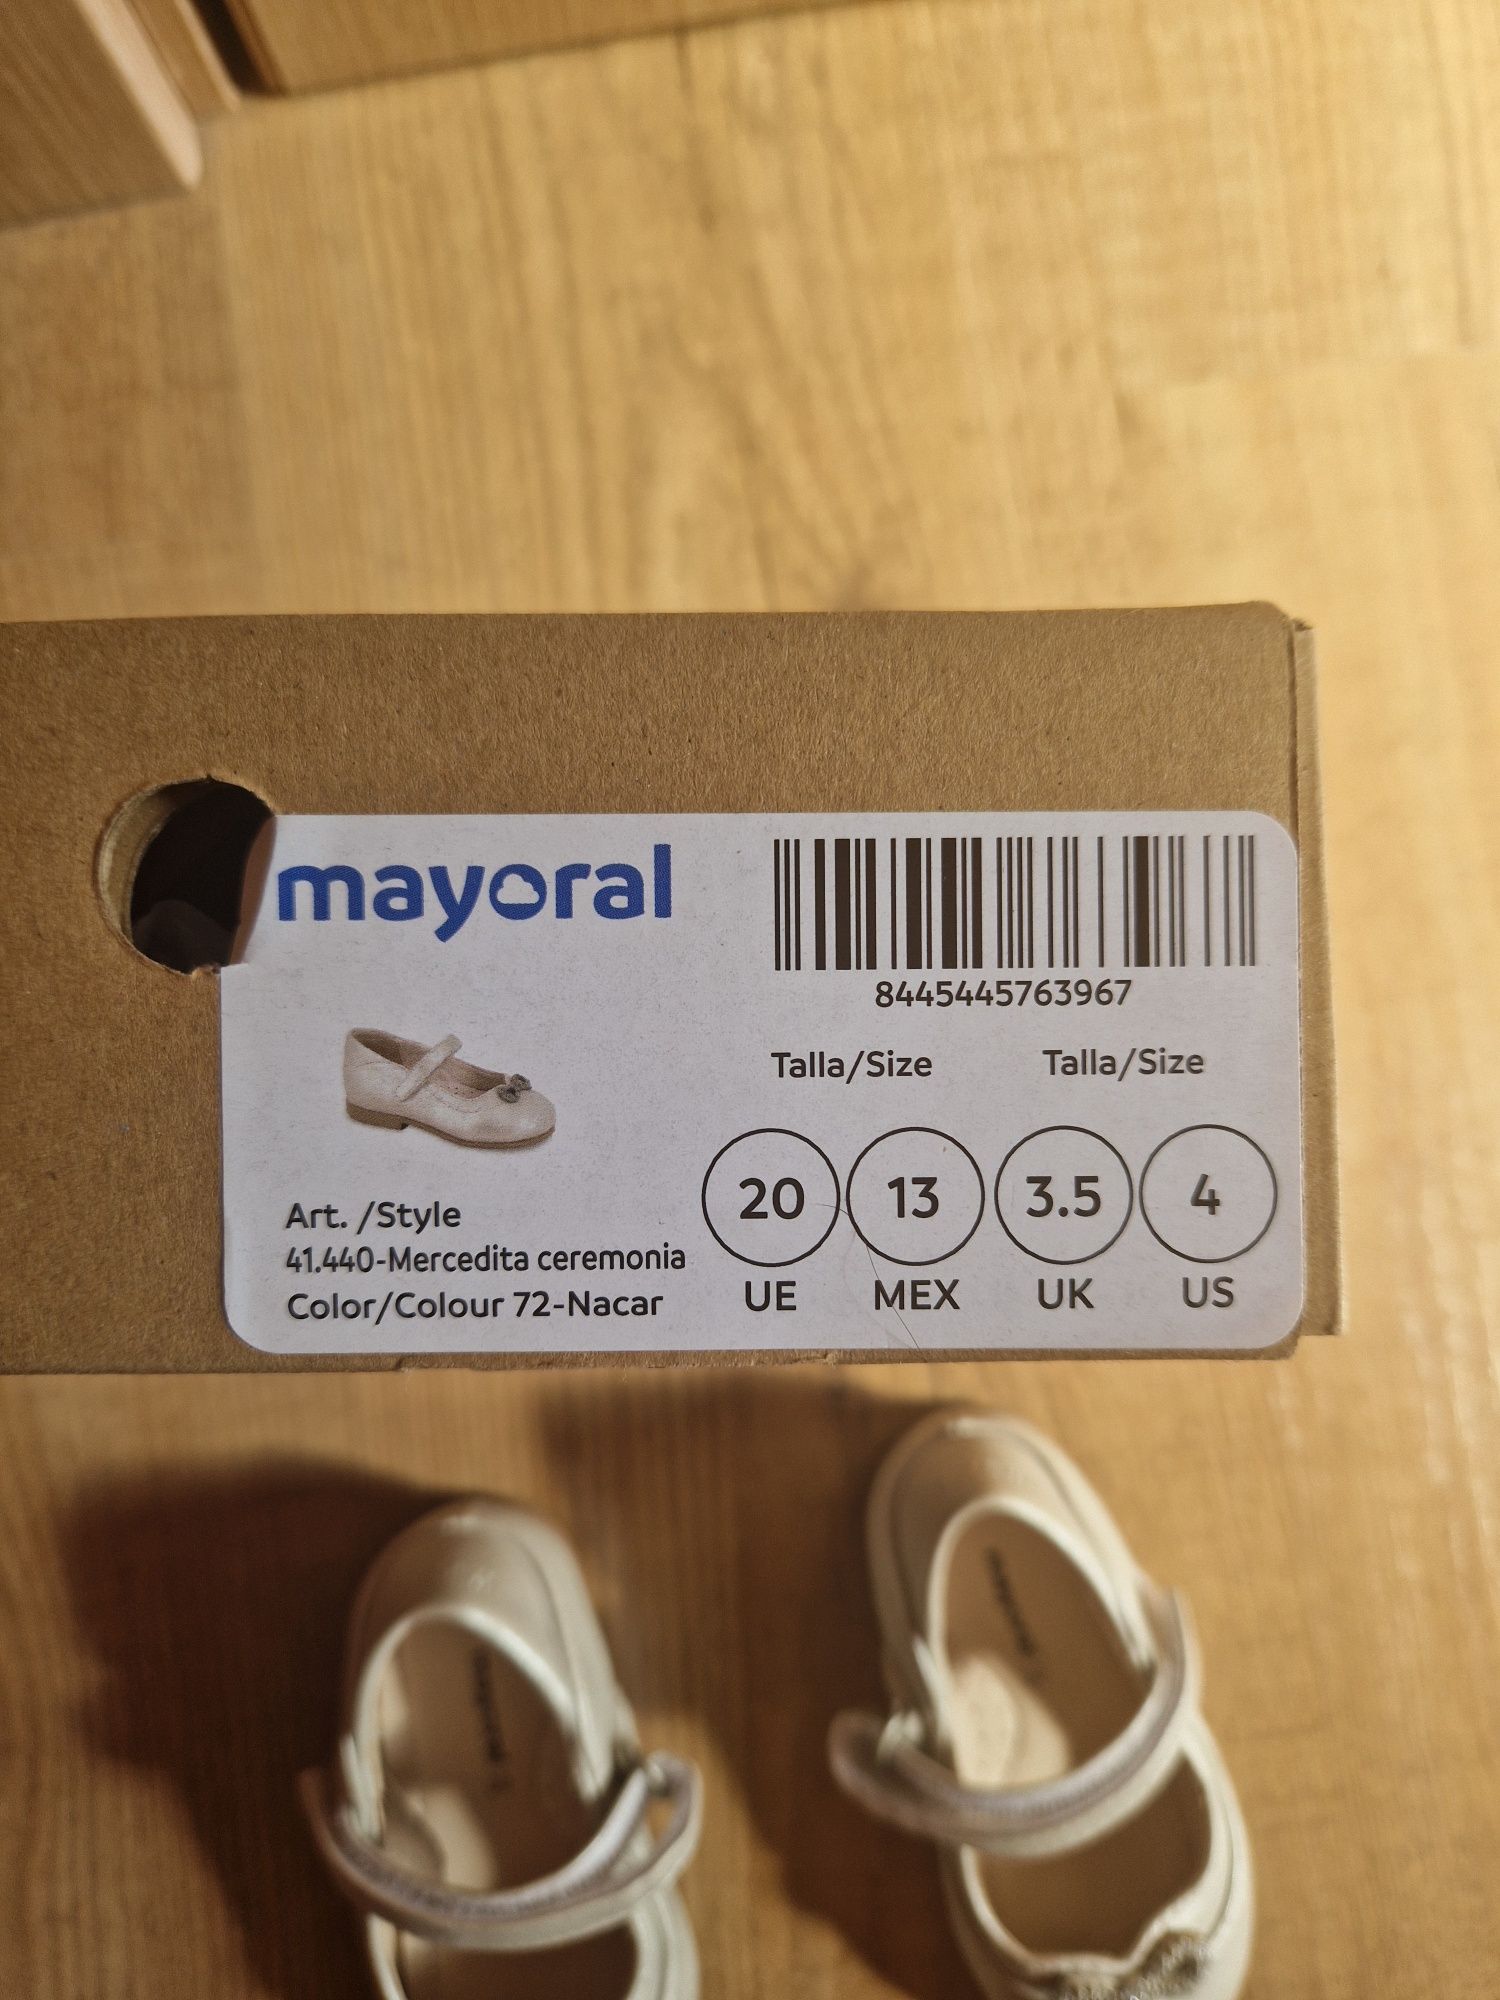 mayoral
8445445763967
Talla/Size Talla/Size
20 13 3.5 4
UE MEX UK US
Art. /Style
41.440-Mercedita ceremonia
Color/Colour 72-Nacar